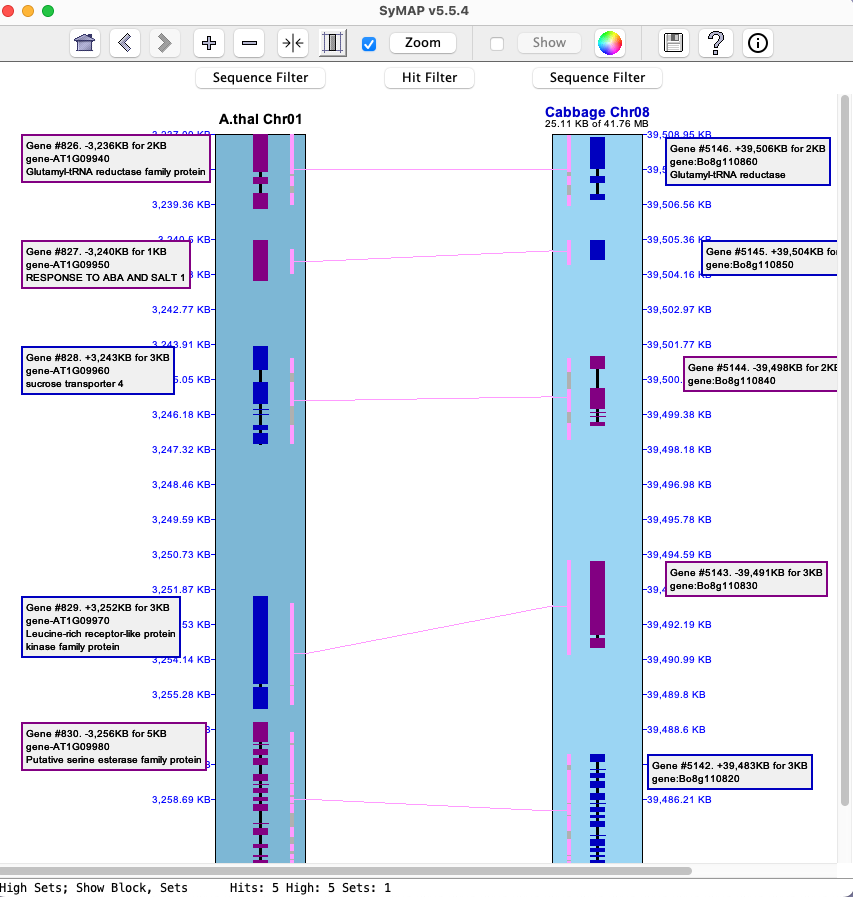 SyMAP v5.5.4
Zoom
Show
Sequence Filter
Hit Filter
Sequence Filter
A.thal Chr01
Cabbage Chr08
25.11 KB of 41.76 MB
Gene #826. -3,236KB for 2KB
gene-AT1G09940
Glutamyl-tRNA reductase family protein
3,239.36 KB
Gene #827. -3,240KB for 1KB
gene-AT1G09950
RESPONSE TO ABA AND SALT 1
3,242.77 KB
3,243.91 KB
Gene #828. +3,243KB for 3KB
gene-AT1G09960
sucrose transporter 4
3,246.18 KB
3,247.32 KB
3,248.46 KB
3,249.59 KB
3,250.73 KB
3,251.87 KB
Gene #829. +3,252KB for 3KB
gene-AT1G09970
Leucine-rich receptor-like protein
kinase family protein
3,254.14 KB
3,255.28 KB
Gene #830. -3,256KB for 5KB
gene-AT1G09980
Putative serine esterase family protein
3,258.69 KB
39,508.95 KB
Gene #5146. +39,506KB for 2KB
gene:Bo8g110860
Glutamyl-tRNA reductase
39,506.56 KB
39,505.36 KB
Gene #5145. +39,504KB for
gene:Bo8g110850
39,504.16 KB
39,502.97 KB
39,501.77 KB
39,500.
Gene #5144. -39,498KB for 2KB
gene:Bo8g110840
39,499.38 KB
39,498.18 KB
39,496.98 KB
39,495.78 KB
39,494.59 KB
Gene #5143. -39,491KB for 3KB
gene:Bo8g110830
39,492.19 KB
39,490.99 KB
39,489.8 KB
39,488.6 KB
Gene #5142. +39,483KB for 3KB
gene:Bo8g110820
39,486.21 KB
High Sets; Show Block, Sets
Hits: 5 High: 5 Sets: 1